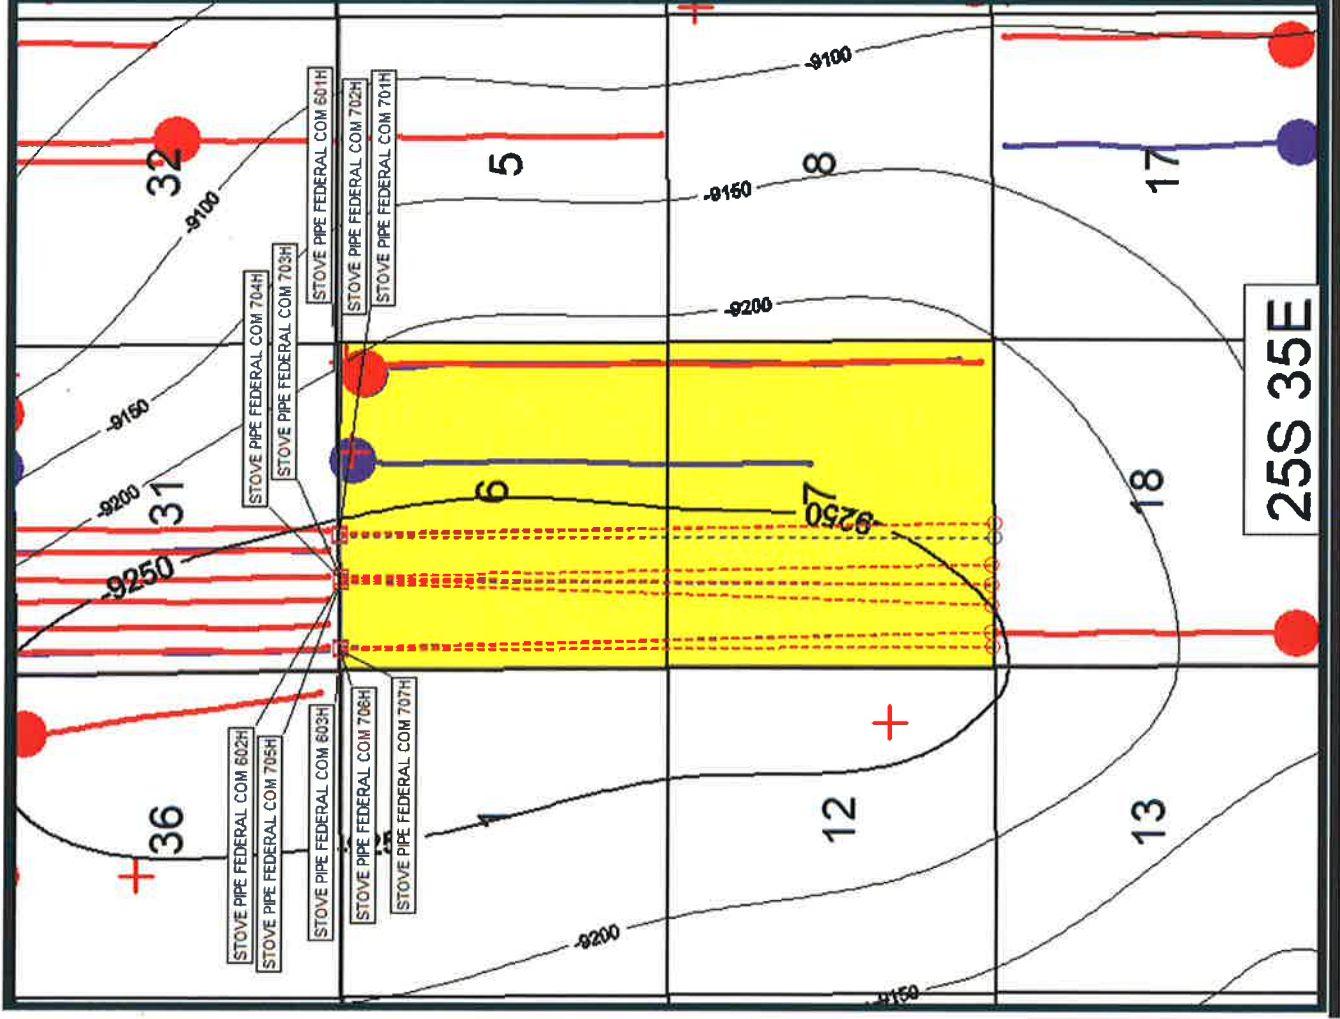 STOVE PIPE FEDERAL COM 601H
STOVE PIPE FEDERAL COM 702H
STOVE PIPE FEDERAL COM 701H
STOVE PIPE FEDERAL COM 704H
STOVE PIPE FEDERAL COM 703H
STOVE PIPE FEDERAL COM 602H
STOVE PIPE FEDERAL COM 705H
STOVE PIPE FEDERAL COM 603H
STOVE PIPE FEDERAL COM 706H
STOVE PIPE FEDERAL COM 707H
32
5
8
17
31
6
7
18
36
1
12
13
-9100
-9100
-9150
-9150
-9200
-9200
-9250
-9250
-9200
-9150
25S 35E